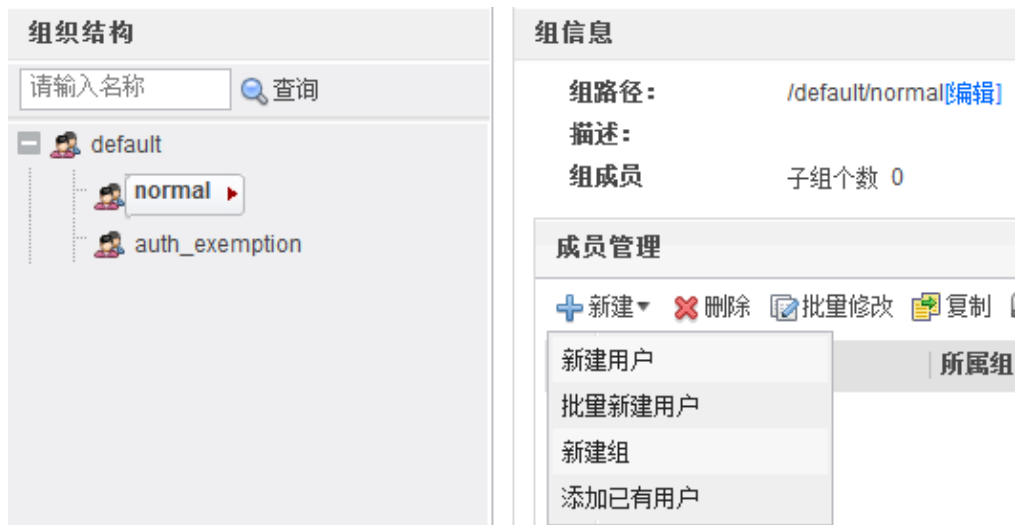 组织结构
请输入名称 查询
default
normal
auth_exemption
组信息
组路径： /default/normal[编辑]
描述：
组成员 子组个数 0
成员管理
新建 删除 批量修改 复制
所属组
新建用户
批量新建用户
新建组
添加已有用户